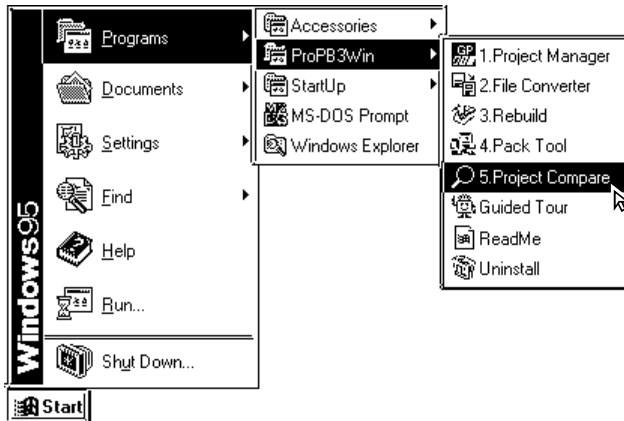 Programs
Documents
Settings
Find
Help
Run...
Shut Down...
Windows95
Start
Accessories
ProPB3Win
StartUp
MS-DOS Prompt
Windows Explorer
GP
1.Project Manager
2.File Converter
3.Rebuild
4.Pack Tool
5.Project Compare
Guided Tour
ReadMe
Uninstall